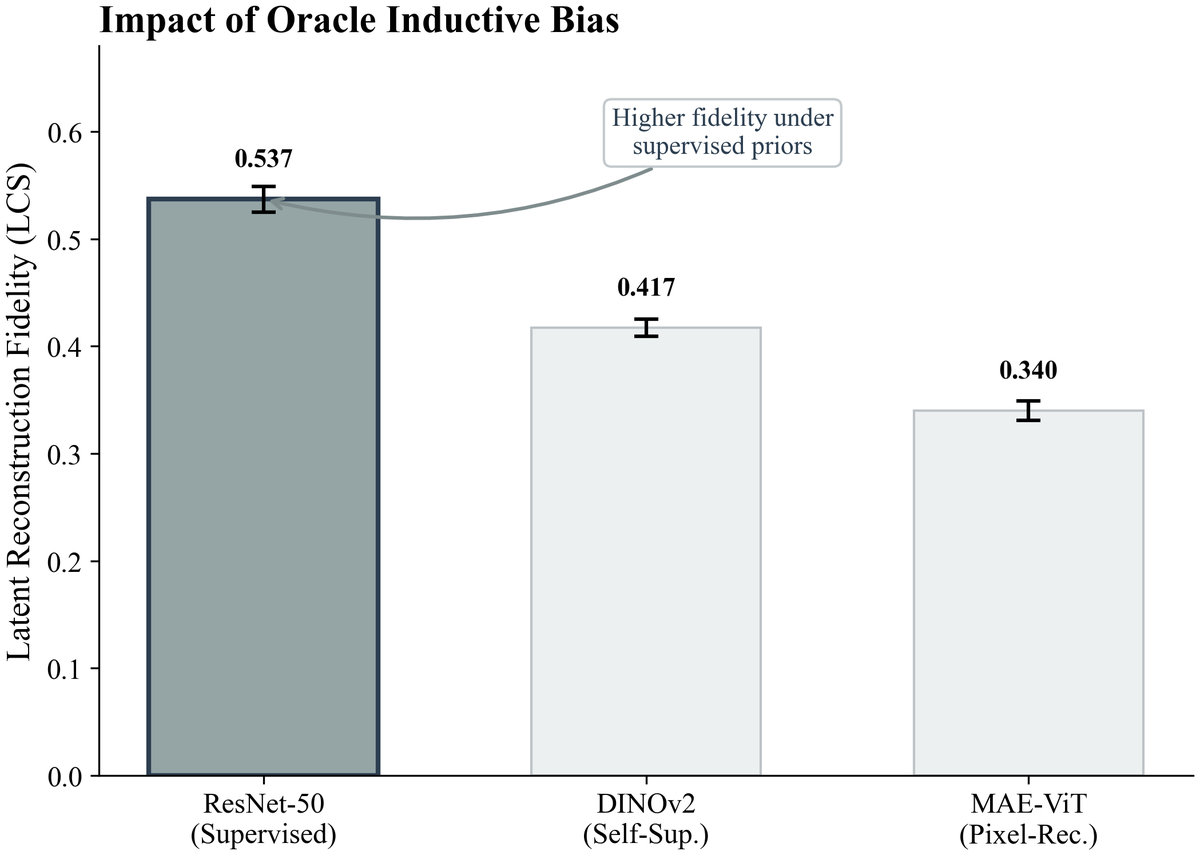 Impact of Oracle Inductive Bias
Latent Reconstruction Fidelity (LCS)
0.6
0.5
0.4
0.3
0.2
0.1
0.0
0.537
0.417
0.340
Higher fidelity under
supervised priors
ResNet-50
(Supervised)
DINOv2
(Self-Sup.)
MAE-ViT
(Pixel-Rec.)